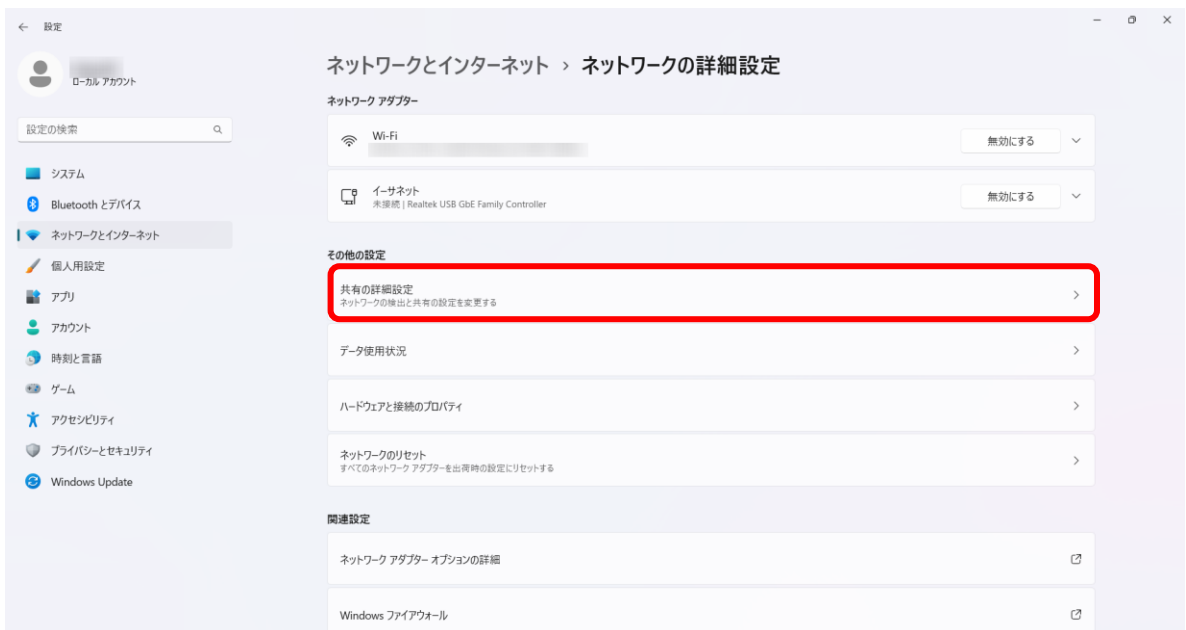 設定
ローカル アカウント
設定の検索
システム
Bluetooth とデバイス
ネットワークとインターネット
個人用設定
アプリ
アカウント
時刻と言語
ゲーム
アクセシビリティ
プライバシーとセキュリティ
Windows Update
ネットワークとインターネット › ネットワークの詳細設定
ネットワーク アダプター
Wi-Fi
無効にする
イーサネット
未接続 | Realtek USB GbE Family Controller
無効にする
その他の設定
共有の詳細設定
ネットワークの検出と共有の設定を変更する
データ使用状況
ハードウェアと接続のプロパティ
ネットワークのリセット
すべてのネットワーク アダプターを出荷時の設定にリセットする
関連設定
ネットワーク アダプター オプションの詳細
Windows ファイアウォール